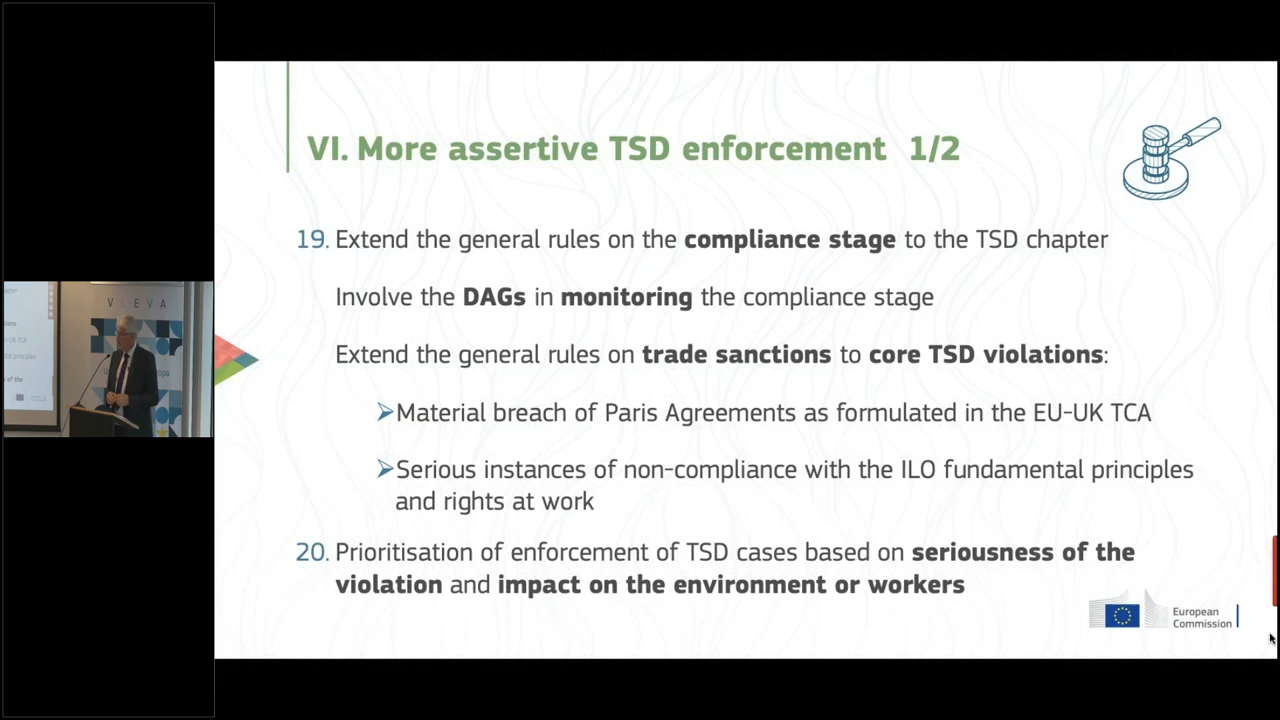 VI. More assertive TSD enforcement 1/2
19. Extend the general rules on the compliance stage to the TSD chapter
Involve the DAGs in monitoring the compliance stage
Extend the general rules on trade sanctions to core TSD violations:
Material breach of Paris Agreements as formulated in the EU-UK TCA
Serious instances of non-compliance with the ILO fundamental principles
and rights at work
20. Prioritisation of enforcement of TSD cases based on seriousness of the
violation and impact on the environment or workers
European
Commission
VLEVA